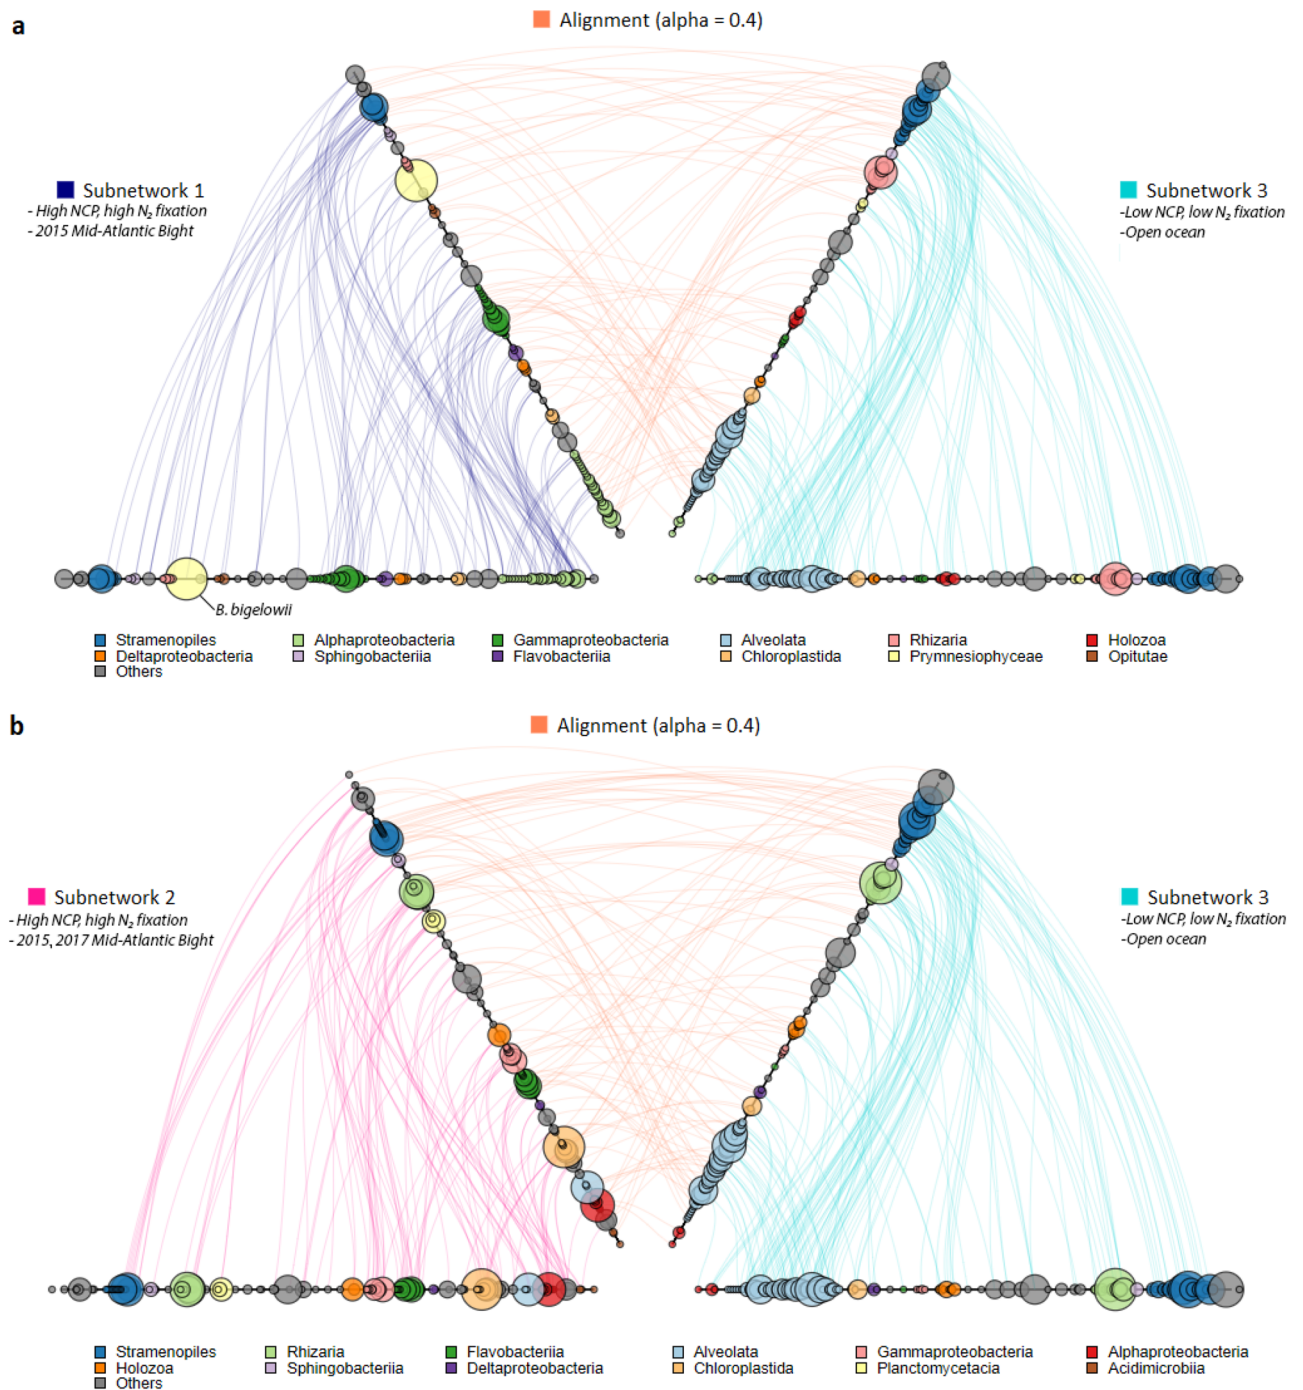 a
Alignment (alpha = 0.4)
Subnetwork 1
- High NCP, high N₂ fixation
- 2015 Mid-Atlantic Bight
Subnetwork 3
-Low NCP, low N₂ fixation
-Open ocean
B. bigelowii
Stramenopiles Alphaproteobacteria Gammaproteobacteria Alveolata Rhizaria Holozoa
Deltaproteobacteria Sphingobacteriia Flavobacteriia Chloroplastida Prymnesiophyceae Opitutae
Others
b
Alignment (alpha = 0.4)
Subnetwork 2
- High NCP, high N₂ fixation
- 2015, 2017 Mid-Atlantic Bight
Subnetwork 3
-Low NCP, low N₂ fixation
-Open ocean
Stramenopiles Rhizaria Flavobacteriia Alveolata Gammaproteobacteria Alphaproteobacteria
Holozoa Sphingobacteriia Deltaproteobacteria Chloroplastida Planctomycetacia Acidimicrobiia
Others